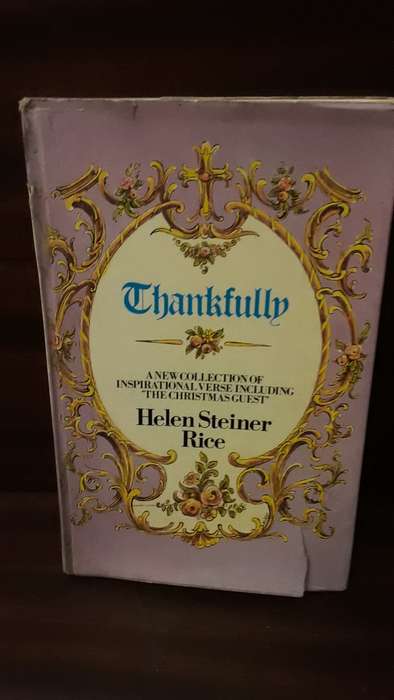 Thankfully
A NEW COLLECTION OF
INSPIRATIONAL VERSE INCLUDING
"THE CHRISTMAS GUEST"
Helen Steiner
Rice